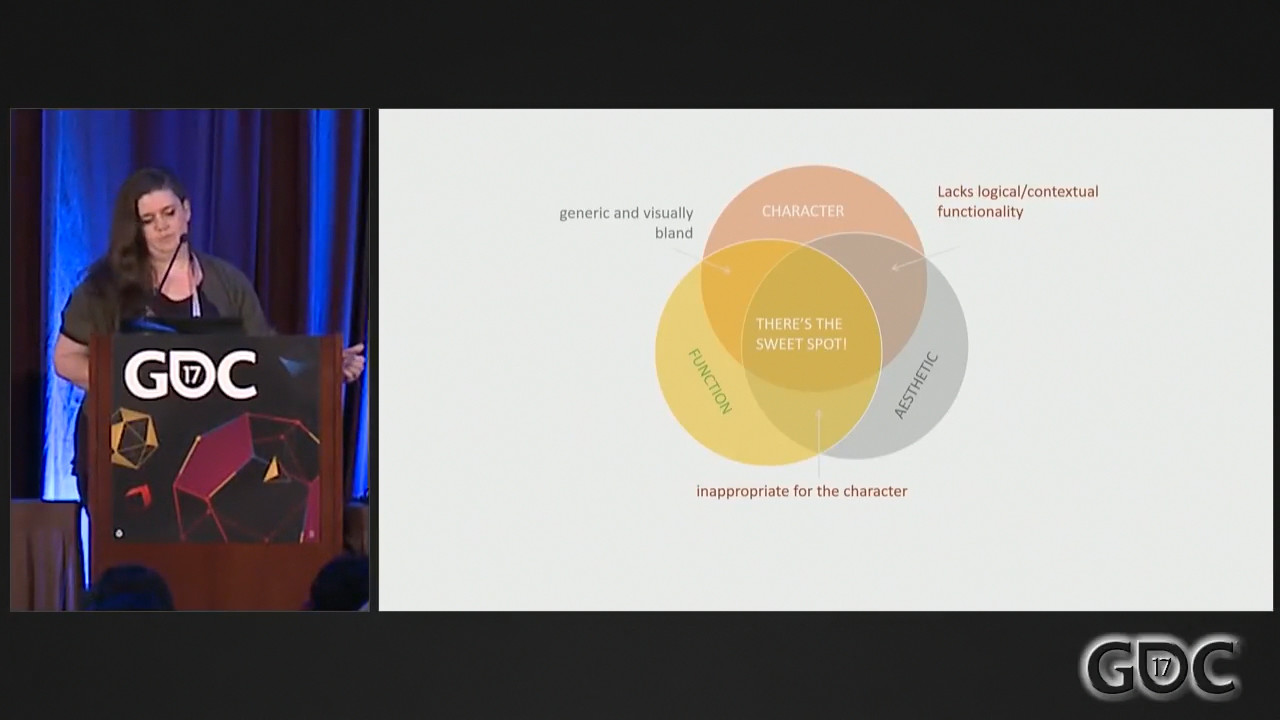 GDC
17
CHARACTER
generic and visually
bland
Lacks logical/contextual
functionality
THERE'S THE
SWEET SPOT!
FUNCTION
AESTHETIC
inappropriate for the character
GDC
17